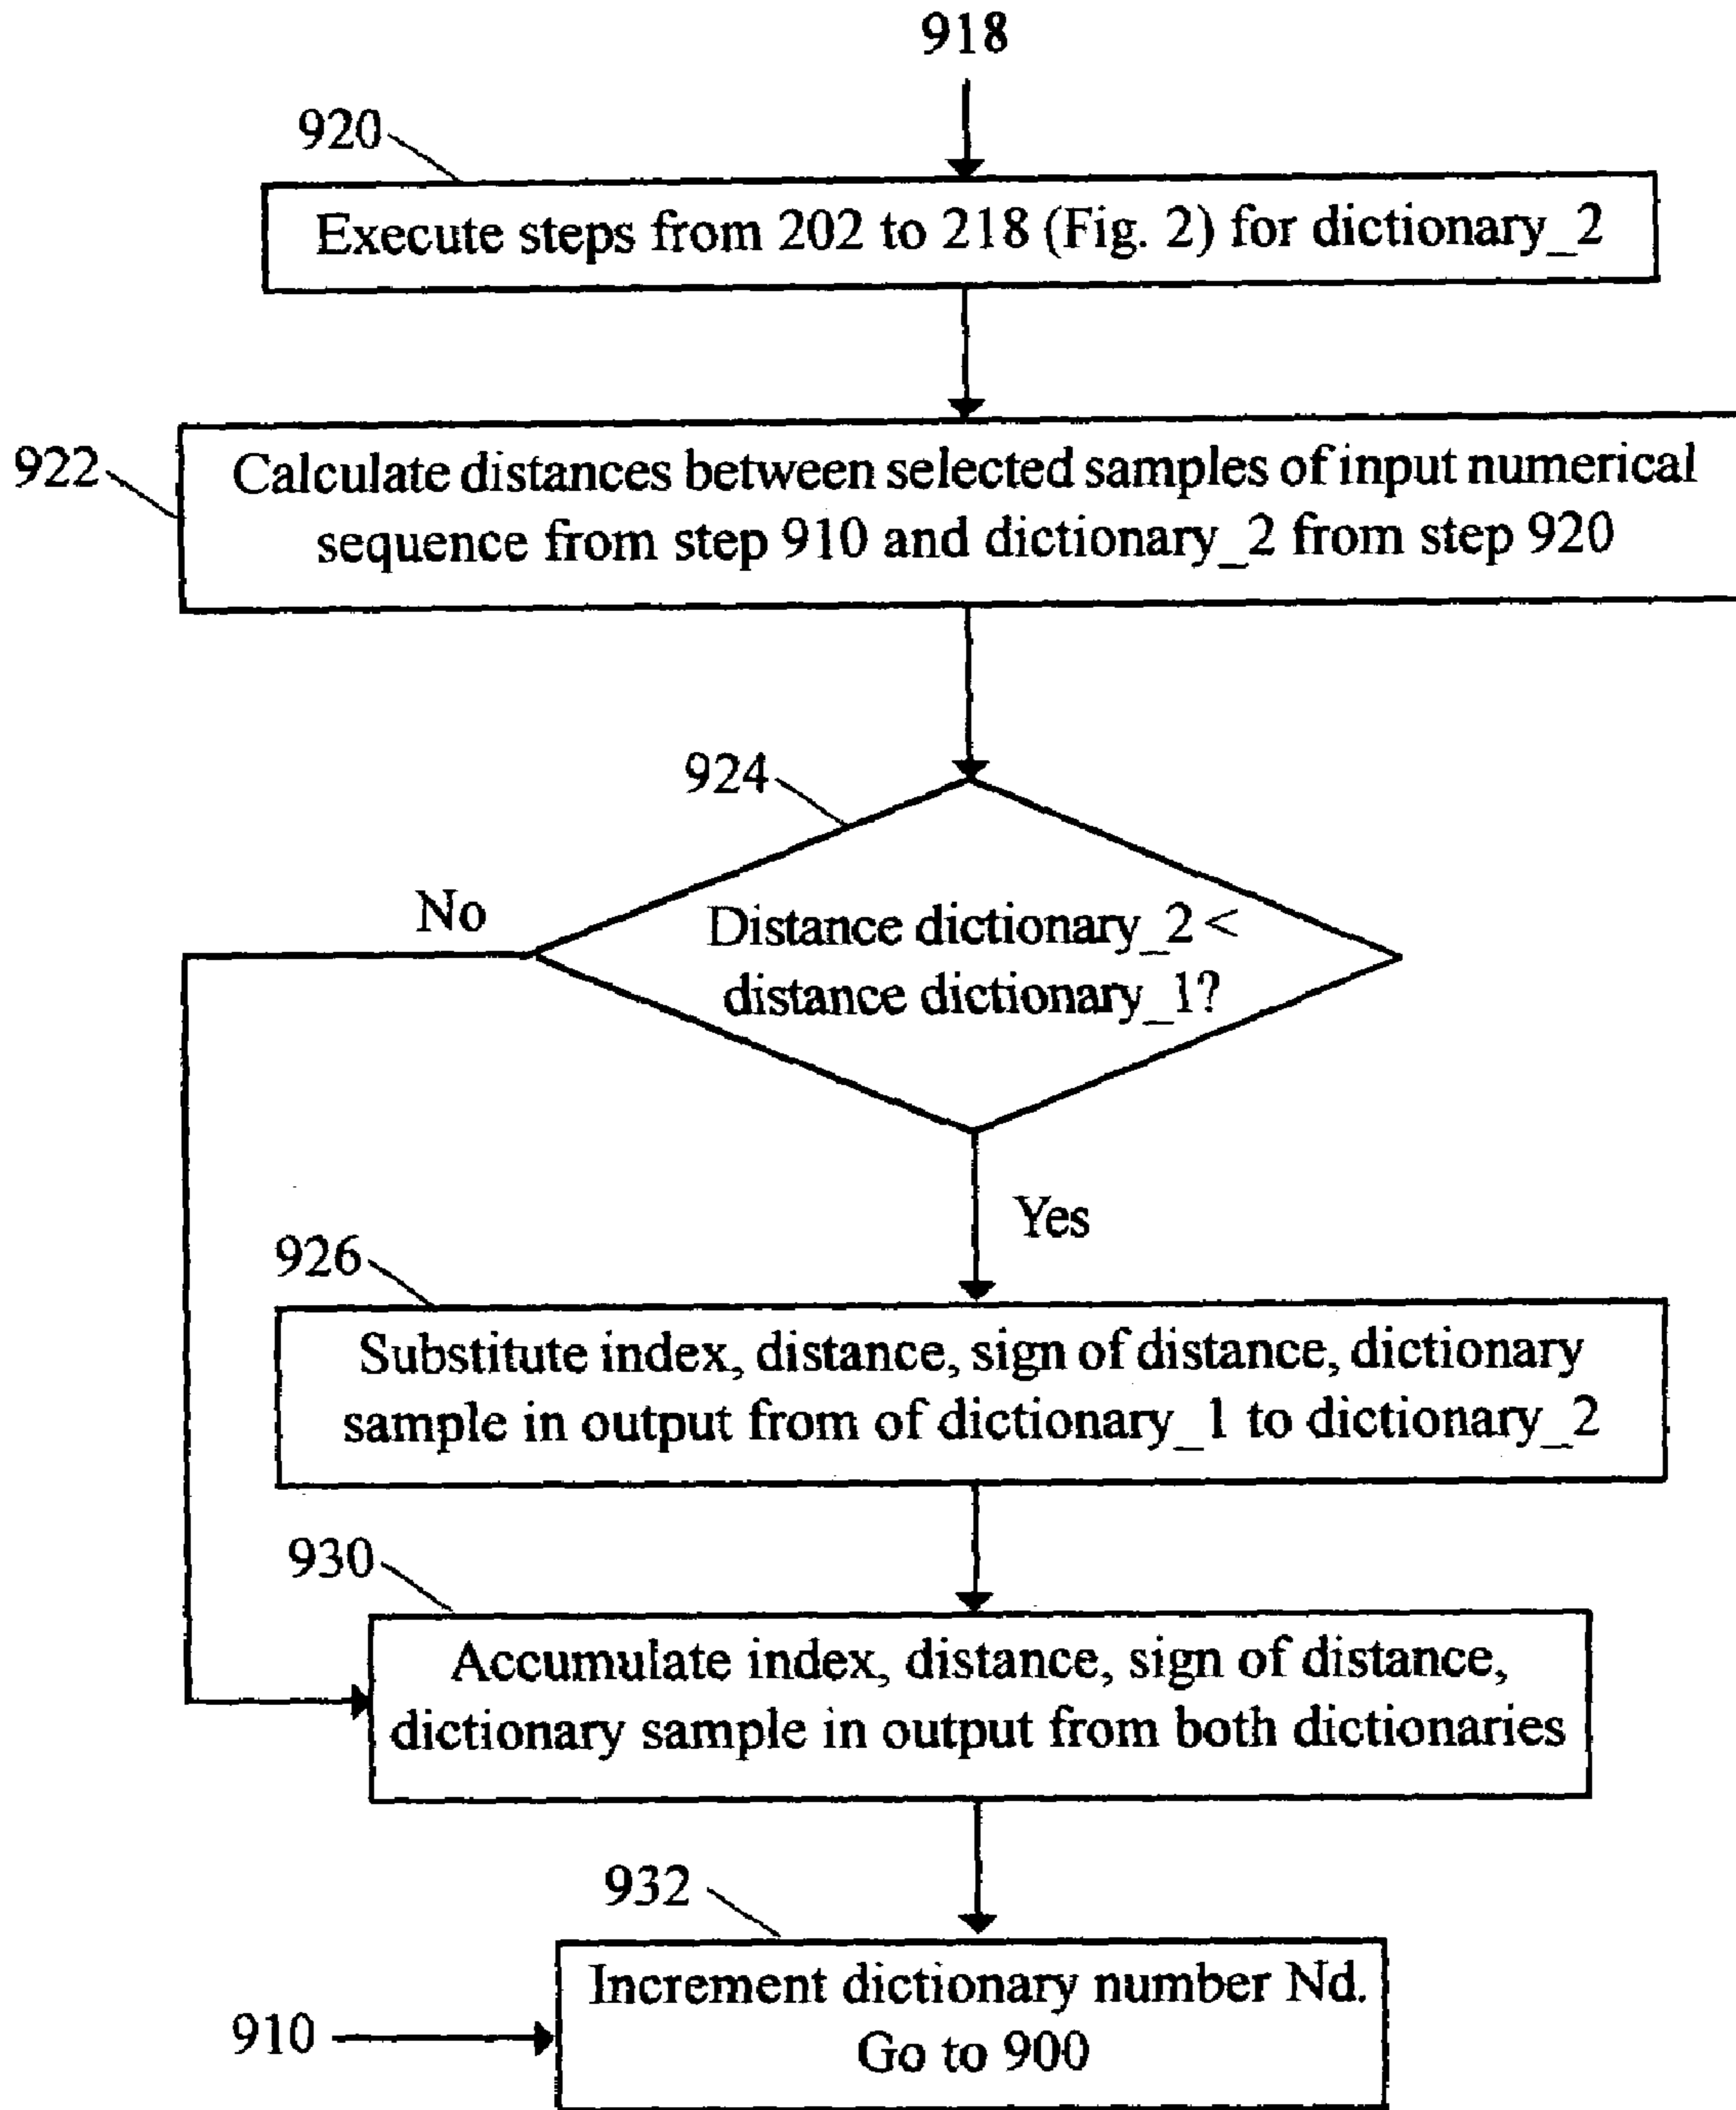 918
920
Execute steps from 202 to 218 (Fig. 2) for dictionary_2
922
Calculate distances between selected samples of input numerical
sequence from step 910 and dictionary_2 from step 920
924
No
Distance dictionary_2 <
distance dictionary_1?
Yes
926
Substitute index, distance, sign of distance, dictionary
sample in output from of dictionary_1 to dictionary_2
930
Accumulate index, distance, sign of distance,
dictionary sample in output from both dictionaries
932
Increment dictionary number Nd.
910
Go to 900